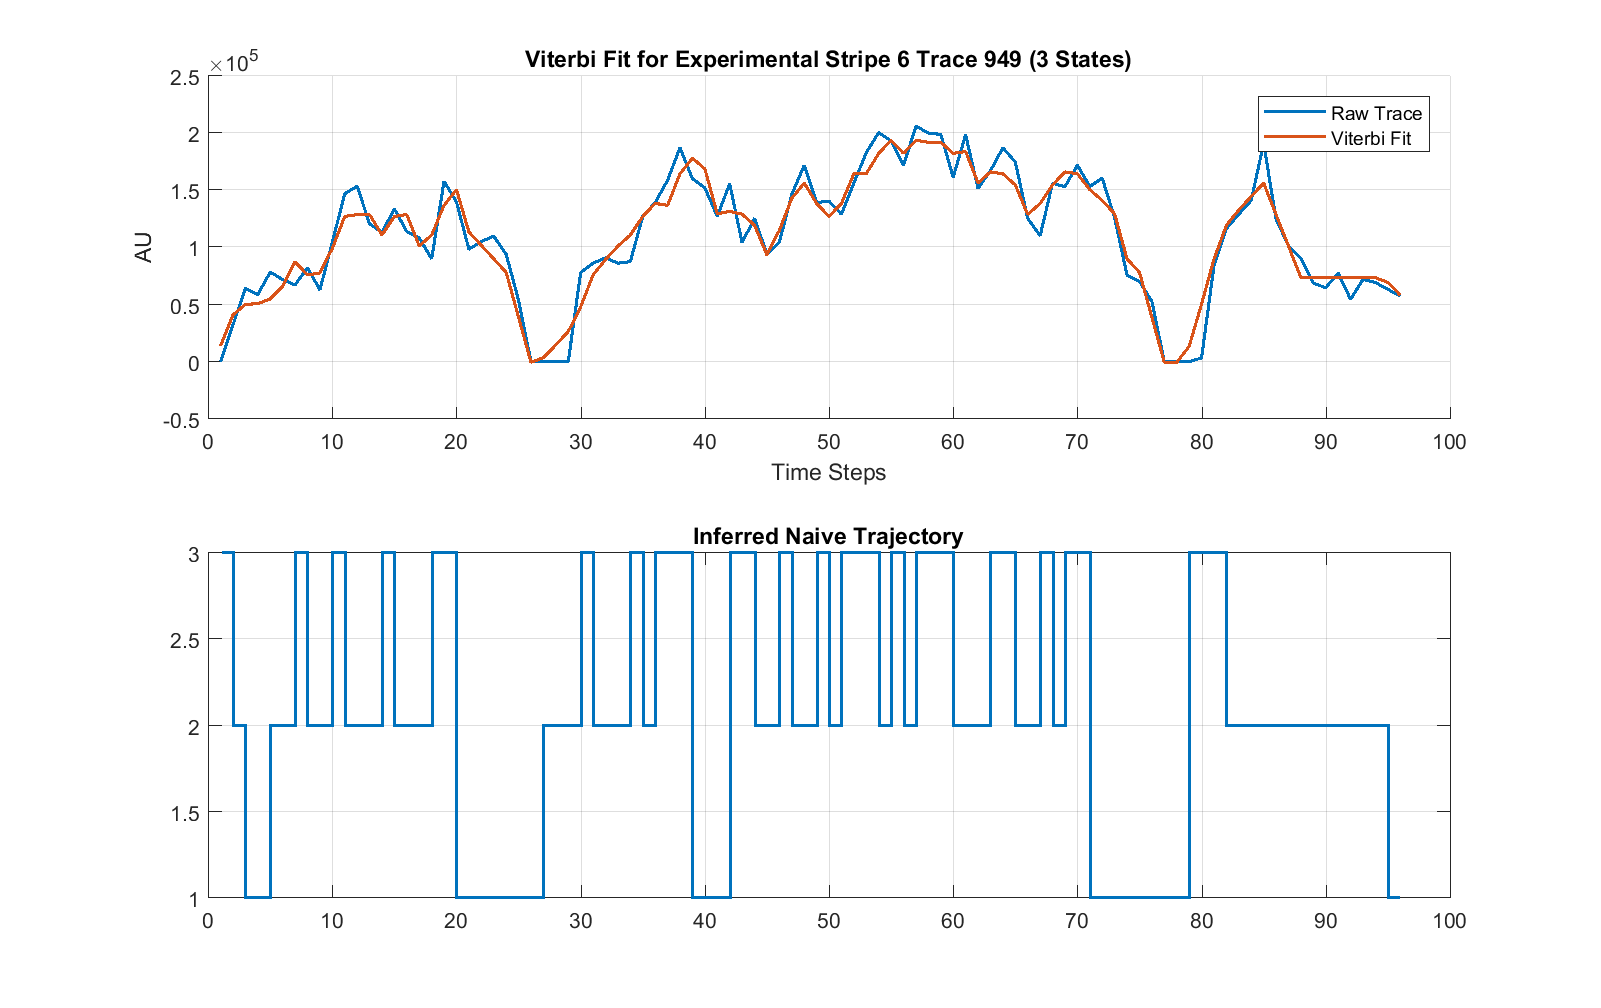 Viterbi Fit for Experimental Stripe 6 Trace 949 (3 States)
×10^5
2.5
2
1.5
1
0.5
0
-0.5
AU
Raw Trace
Viterbi Fit
0 10 20 30 40 50 60 70 80 90 100
Time Steps
Inferred Naive Trajectory
3
2.5
2
1.5
1
0 10 20 30 40 50 60 70 80 90 100